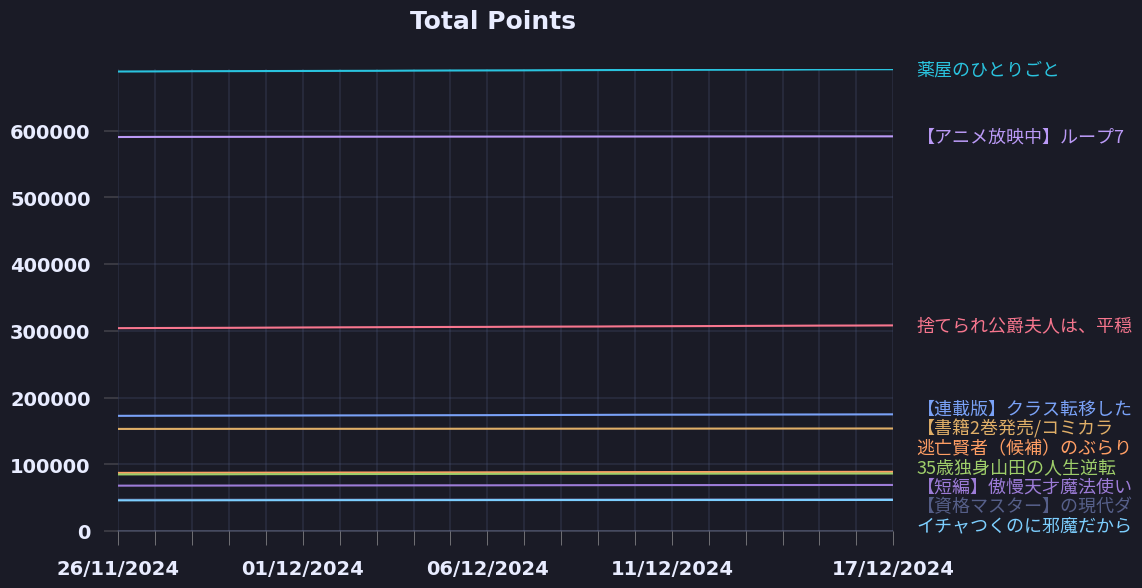 Total Points
薬屋のひとりごと
600000
【アニメ放映中】ループ7
500000
400000
300000
捨てられ公爵夫人は、平穏
200000
【連載版】クラス転移した
【書籍2巻発売/コミカラ
逃亡賢者（候補）のぶらり
100000
35歳独身山田の人生逆転
【短編】傲慢天才魔法使い
【資格マスター】の現代ダ
イチャつくのに邪魔だから
0
26/11/2024 01/12/2024 06/12/2024 11/12/2024 17/12/2024